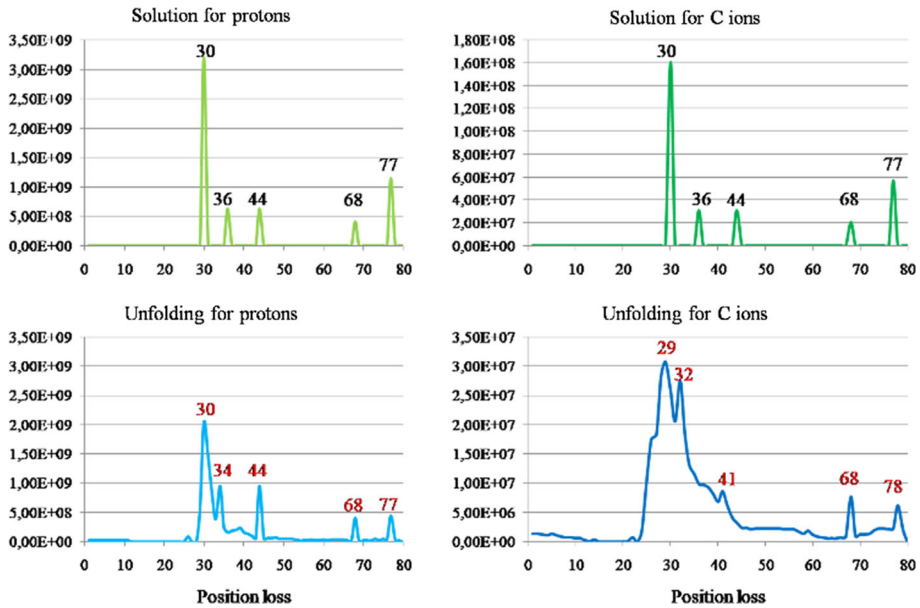 Solution for protons
3,50E+09
3,00E+09
2,50E+09
2,00E+09
1,50E+09
1,00E+09
5,00E+08
0,00E+00
30
36
44
68
77
0 10 20 30 40 50 60 70 80
Solution for C ions
1,80E+08
1,60E+08
1,40E+08
1,20E+08
1,00E+08
8,00E+07
6,00E+07
4,00E+07
2,00E+07
0,00E+00
30
36
44
68
77
0 10 20 30 40 50 60 70 80
Unfolding for protons
3,50E+09
3,00E+09
2,50E+09
2,00E+09
1,50E+09
1,00E+09
5,00E+08
0,00E+00
30
34
44
68
77
0 10 20 30 40 50 60 70 80
Position loss
Unfolding for C ions
3,50E+07
3,00E+07
2,50E+07
2,00E+07
1,50E+07
1,00E+07
5,00E+06
0,00E+00
29
32
41
68
78
0 10 20 30 40 50 60 70 80
Position loss